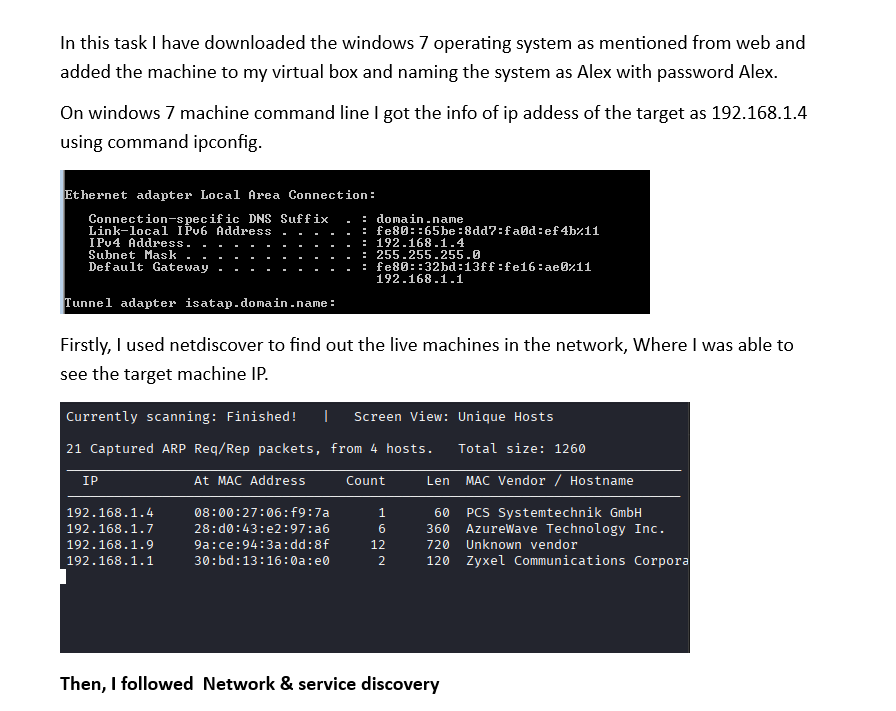 In this task I have downloaded the windows 7 operating system as mentioned from web and
added the machine to my virtual box and naming the system as Alex with password Alex.
On windows 7 machine command line I got the info of ip addess of the target as 192.168.1.4
using command ipconfig.
Ethernet adapter Local Area Connection:
Connection-specific DNS Suffix . : domain.name
Link-local IPv6 Address . . . . . : fe80::65be:8dd7:fa0d:ef4b%11
IPv4 Address. . . . . . . . . . . : 192.168.1.4
Subnet Mask . . . . . . . . . . . : 255.255.255.0
Default Gateway . . . . . . . . . : fe80::32bd:13ff:fe16:ae0%11
192.168.1.1
Tunnel adapter isatap.domain.name:
Firstly, I used netdiscover to find out the live machines in the network, Where I was able to
see the target machine IP.
Currently scanning: Finished! | Screen View: Unique Hosts
21 Captured ARP Req/Rep packets, from 4 hosts. Total size: 1260
IP At MAC Address Count Len MAC Vendor / Hostname
192.168.1.4 08:00:27:06:f9:7a 1 60 PCS Systemtechnik GmbH
192.168.1.7 28:d0:43:e2:97:a6 6 360 AzureWave Technology Inc.
192.168.1.9 9a:ce:94:3a:dd:8f 12 720 Unknown vendor
192.168.1.1 30:bd:13:16:0a:e0 2 120 Zyxel Communications Corpora
Then, I followed Network & service discovery